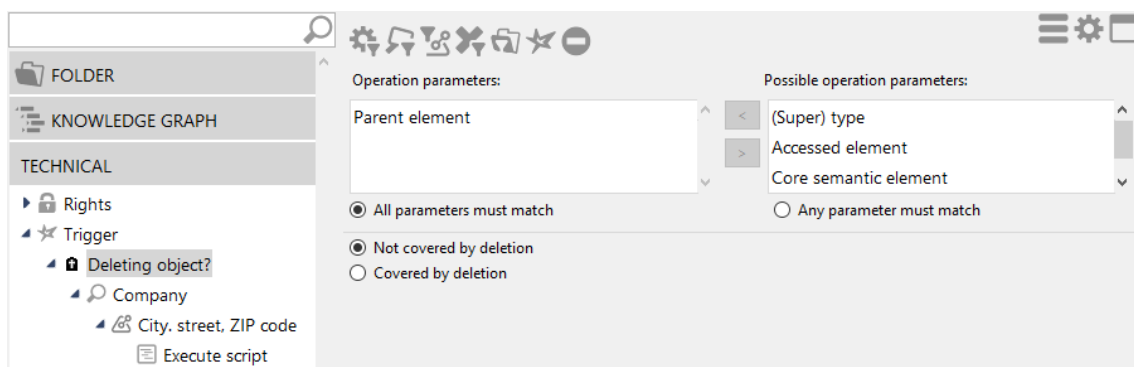 FOLDER
KNOWLEDGE GRAPH
TECHNICAL
Rights
Trigger
Deleting object?
Company
City. street, ZIP code
Execute script
Operation parameters:
Parent element
<
>
Possible operation parameters:
(Super) type
Accessed element
Core semantic element
All parameters must match
Any parameter must match
Not covered by deletion
Covered by deletion